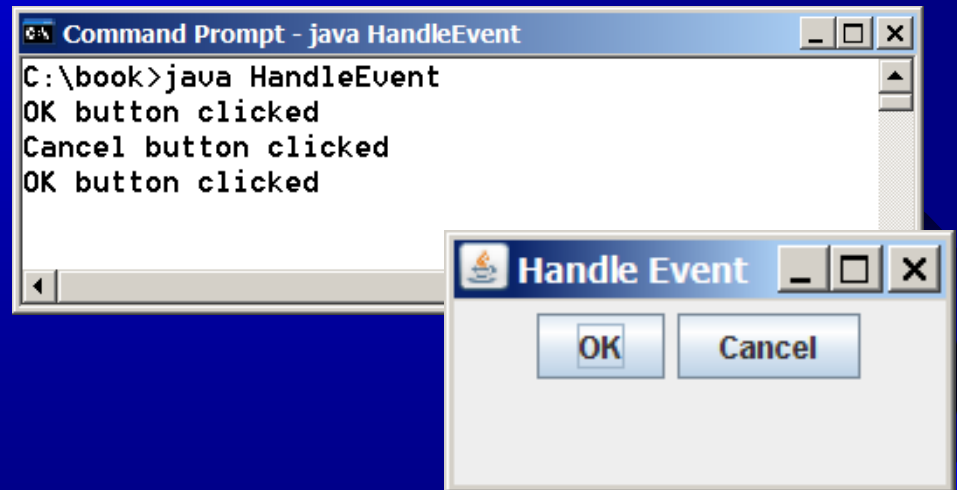 Command Prompt - java HandleEvent
C:\book>java HandleEvent
OK button clicked
Cancel button clicked
OK button clicked
Handle Event
OK Cancel